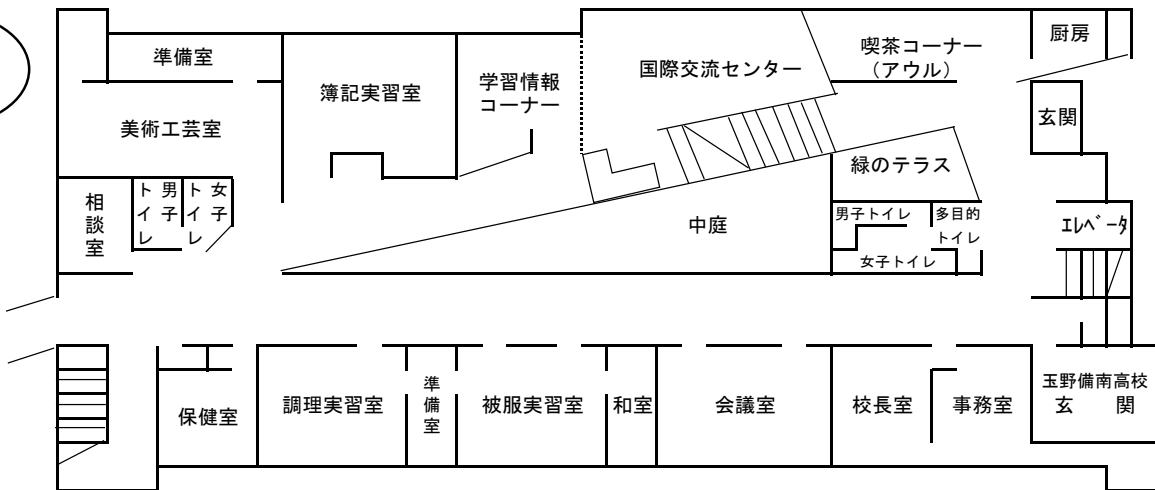 準備室
美術工芸室
簿記実習室
学習情報
コーナー
国際交流センター
喫茶コーナー
（アウル）
厨房
玄関
緑のテラス
相談室
男子
トイレ
女子
トイレ
中庭
男子トイレ
多目的
トイレ
女子トイレ
エレベータ
保健室
調理実習室
準備室
被服実習室
和室
会議室
校長室
事務室
玉野備南高校
玄　関